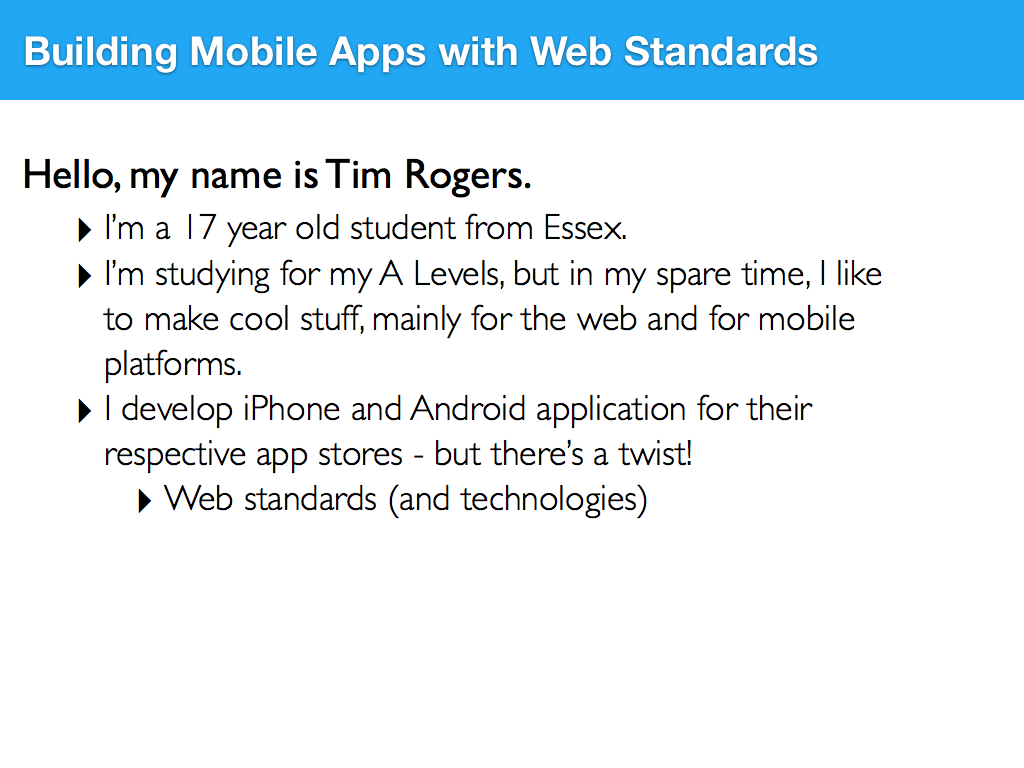 Building Mobile Apps with Web Standards
Hello, my name is Tim Rogers.
‣ I’m a 17 year old student from Essex.
‣ I’m studying for my A Levels, but in my spare time, I like
to make cool stuff, mainly for the web and for mobile
platforms.
‣ I develop iPhone and Android application for their
respective app stores - but there’s a twist!
‣ Web standards (and technologies)